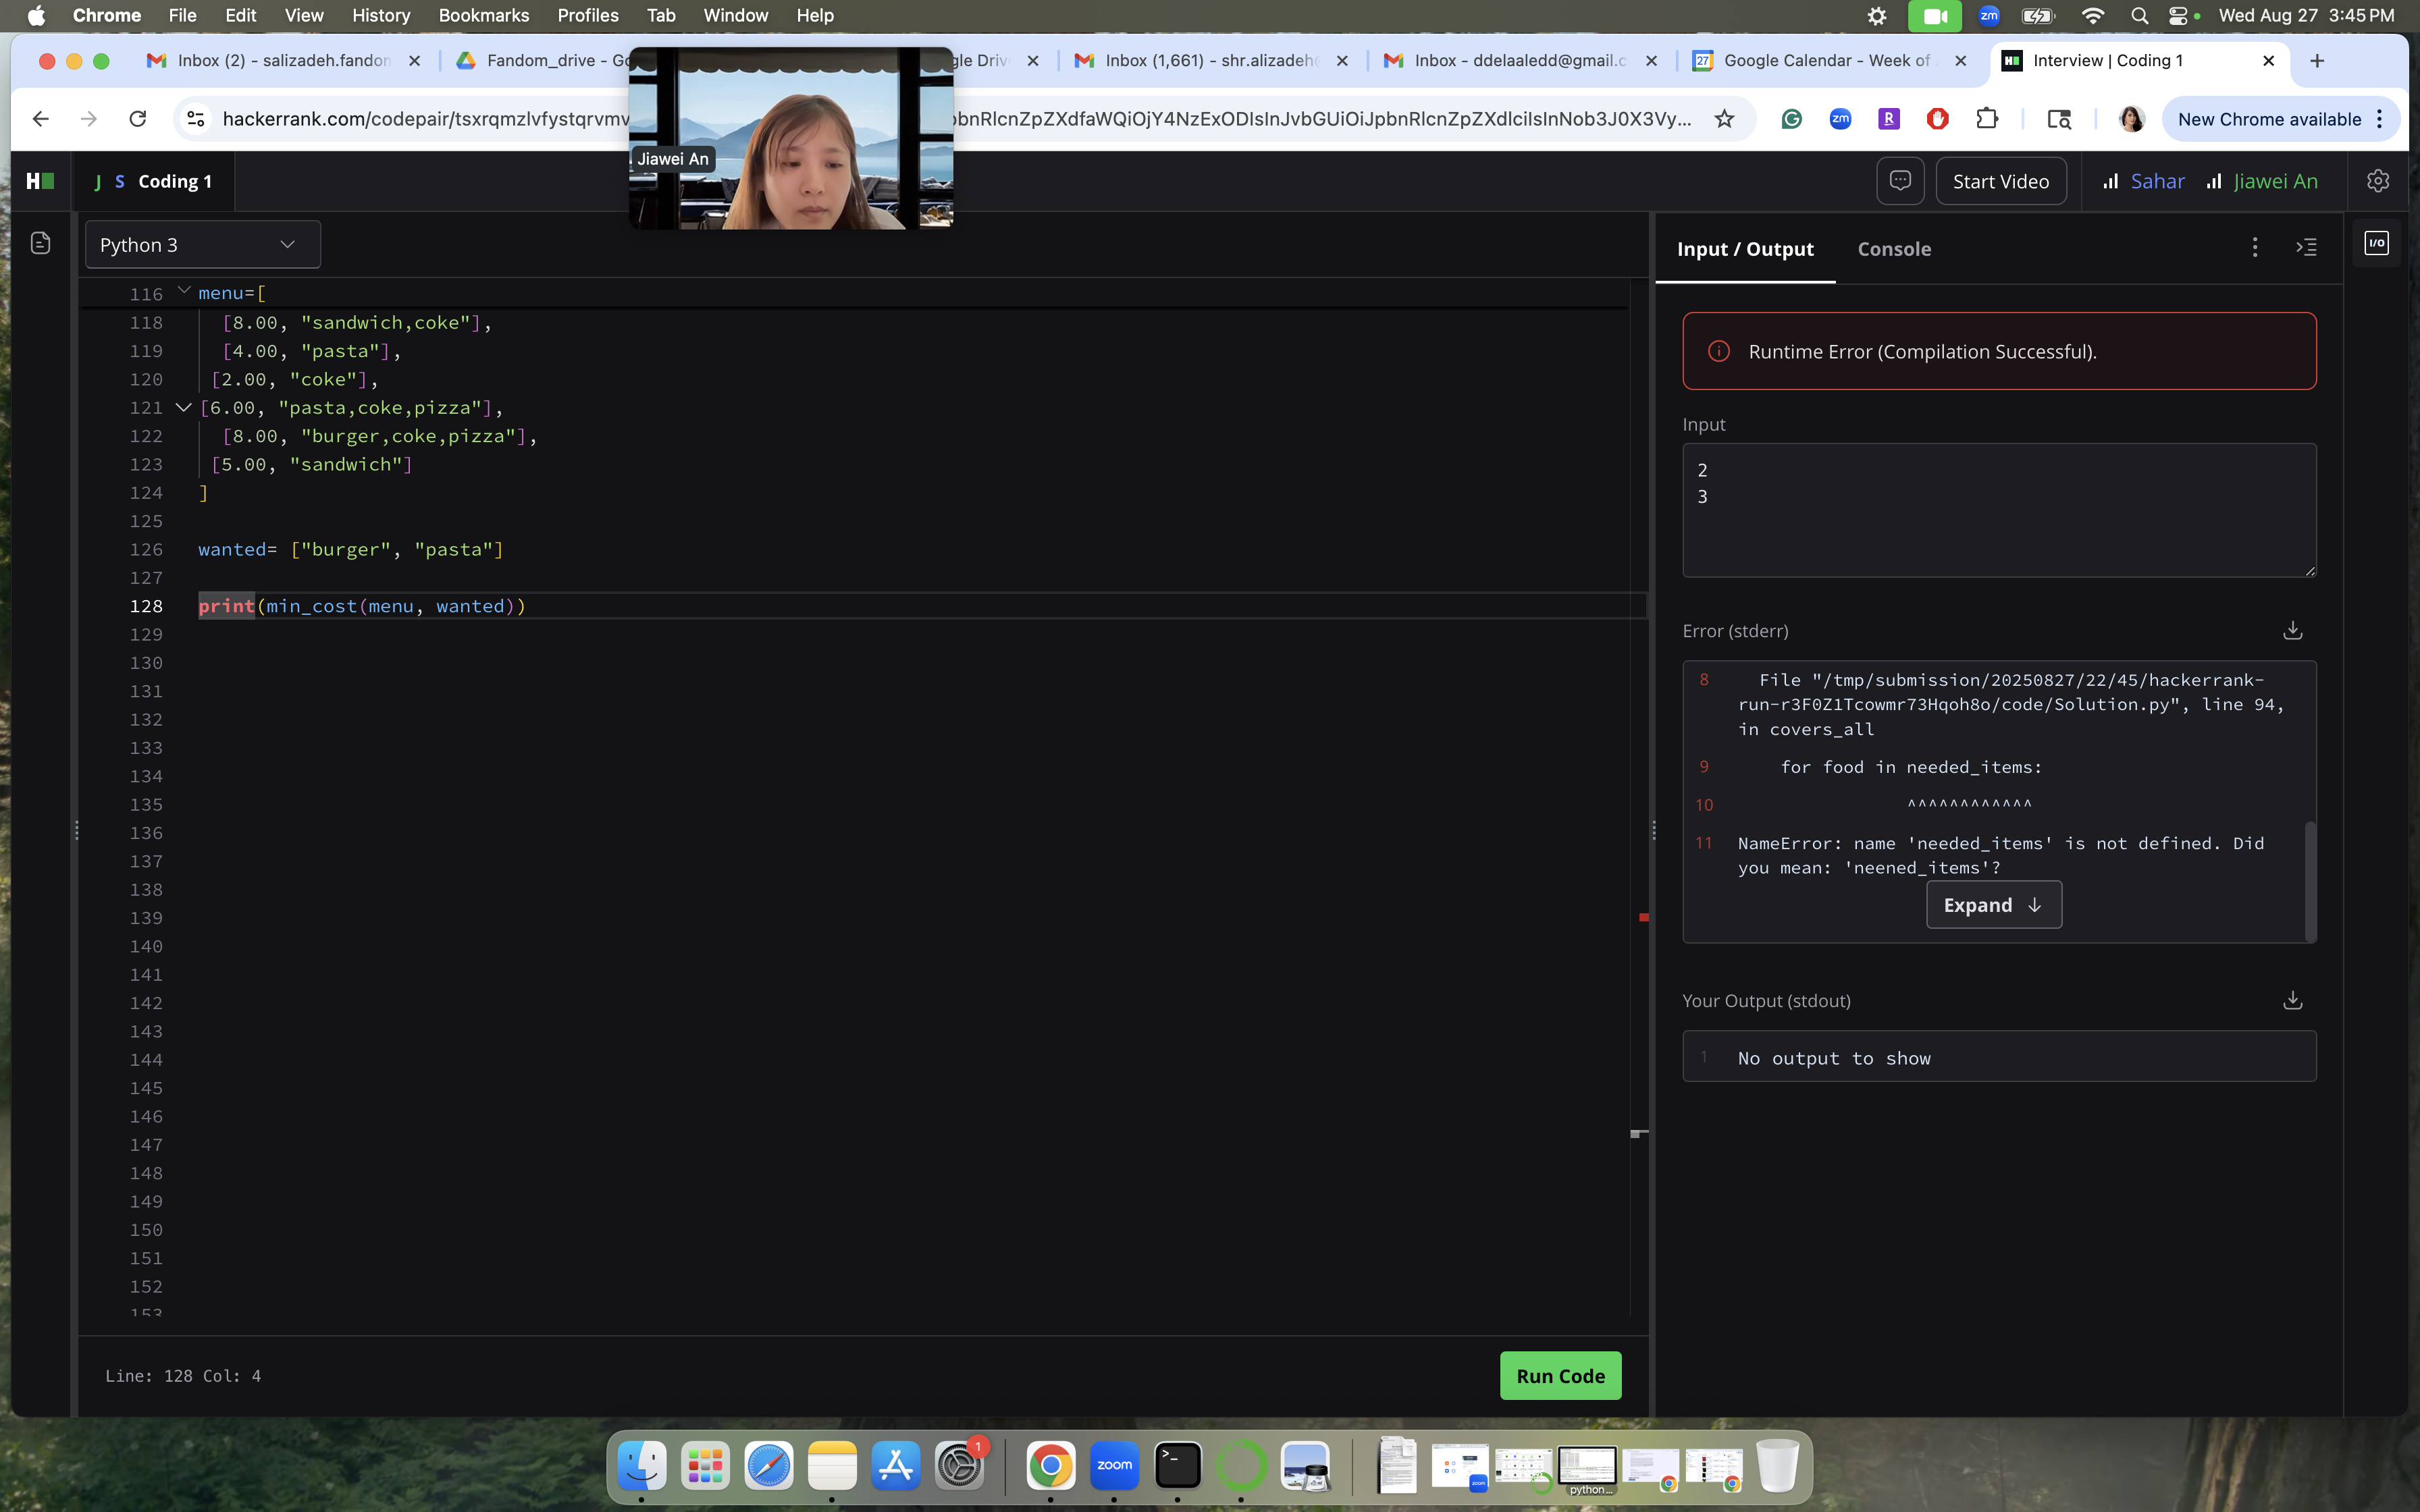 Chrome File Edit View History Bookmarks Profiles Tab Window Help zm Wed Aug 27 3:45 PM
Inbox (2) - salizadeh.fandon Fandom_drive - Go gle Driv Inbox (1,661) - shr.alizadeh Inbox - ddelaaledd@gmail.c 27 Google Calendar - Week of Interview | Coding 1
hackerrank.com/codepair/tsxrqmzlvfystqrvmv
zm R New Chrome available
Jiawei An
H J S Coding 1 Start Video Sahar Jiawei An
Python 3
Input / Output Console I/O
116 menu=[
118 [8.00, "sandwich,coke"],
119 [4.00, "pasta"],
120 [2.00, "coke"],
121 [6.00, "pasta,coke,pizza"],
122 [8.00, "burger,coke,pizza"],
123 [5.00, "sandwich"]
124 ]
125
126 wanted= ["burger", "pasta"]
127
128 print(min_cost(menu, wanted))
129
130
131
132
133
134
135
136
137
138
139
140
141
142
143
144
145
146
147
148
149
150
151
152
153
Line: 128 Col: 4
Run Code
Runtime Error (Compilation Successful).
Input
2
3
Error (stderr)
8 File "/tmp/submission/20250827/22/45/hackerrank-
run-r3F0Z1Tcowmr73Hqoh8o/code/Solution.py", line 94,
in covers_all
9 for food in needed_items:
10 ^^^^^^^^^^^^
11 NameError: name 'needed_items' is not defined. Did
you mean: 'neened_items'?
Expand
Your Output (stdout)
1 No output to show
1
zoom
python...